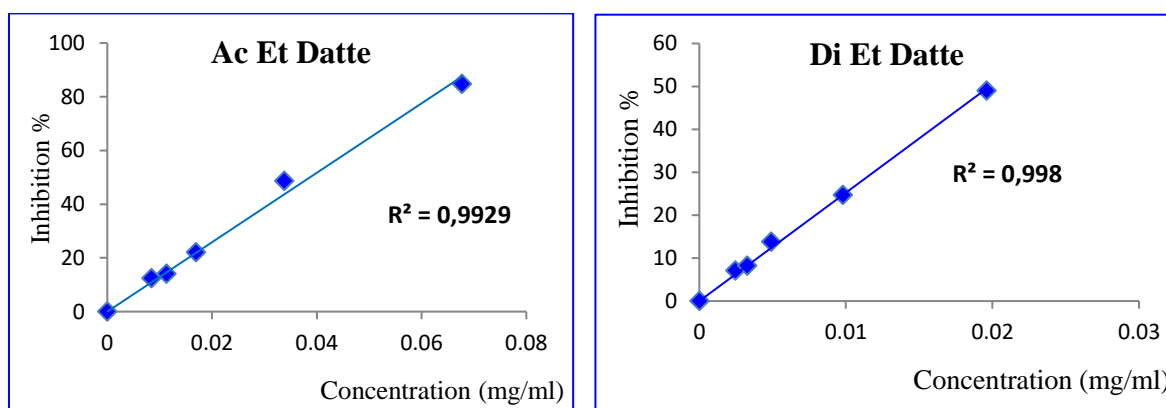 Ac Et Datte
Inhibition %
100
80
60
40
20
0
R² = 0,9929
0 0.02 0.04 0.06 0.08
Concentration (mg/ml)
Di Et Datte
Inhibition %
60
50
40
30
20
10
0
R² = 0,998
0 0.01 0.02 0.03
Concentration (mg/ml)